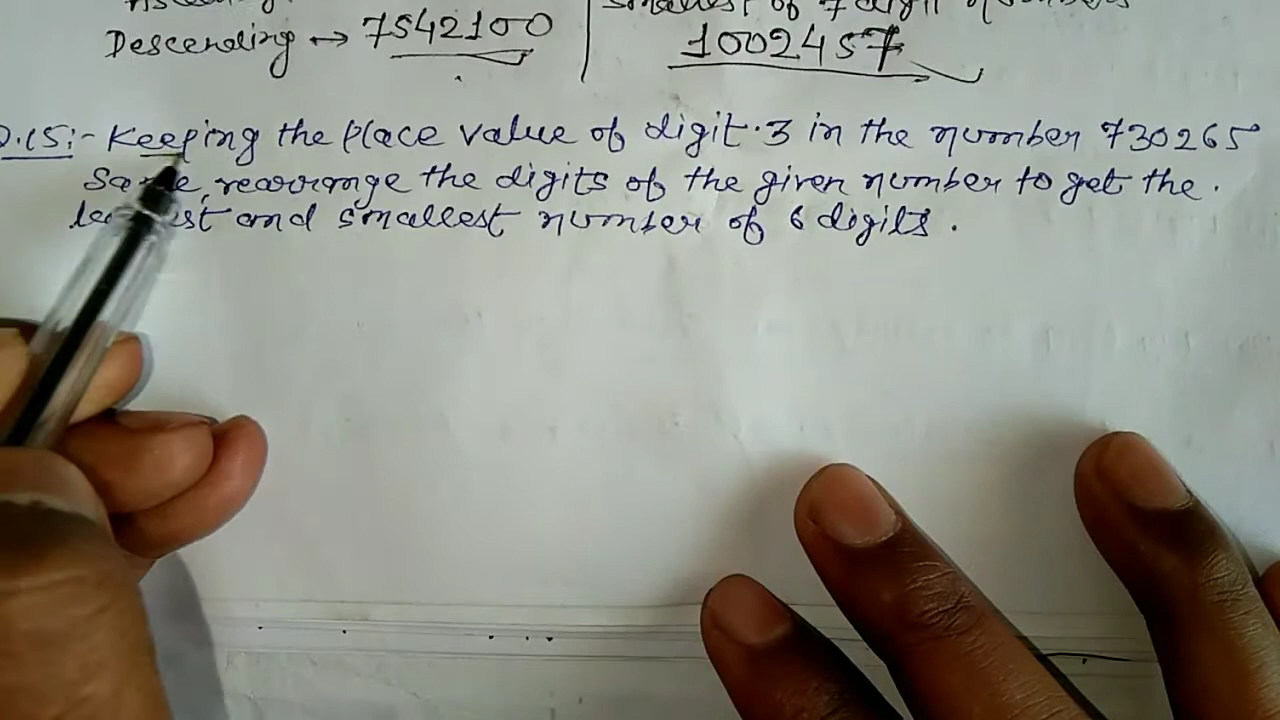 Descending → 7542100
1002457
Q.15:- Keeping the place value of digit 3 in the number 730265
rearrange the digits of the given number to get the
and smallest number of 6 digits.